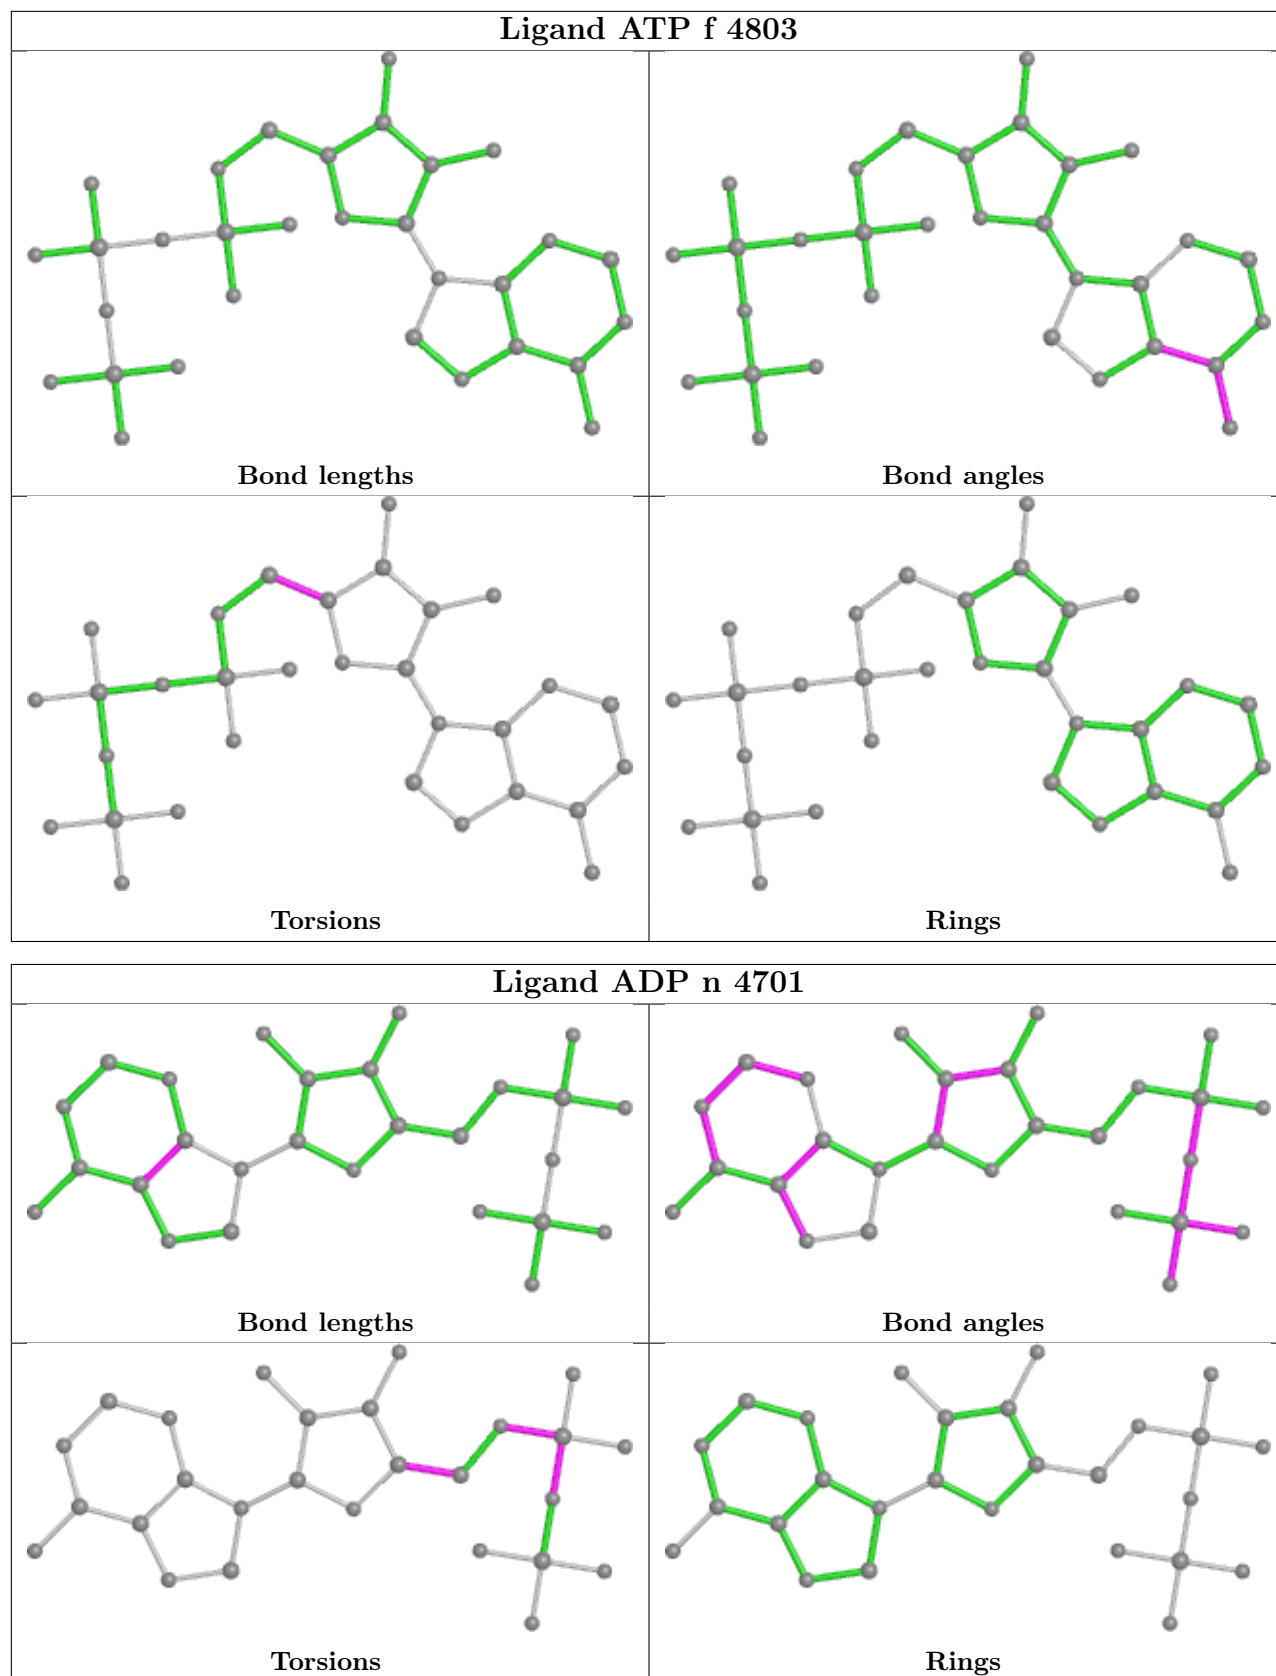 Ligand ATP f 4803
Bond lengths
Bond angles
Torsions
Rings
Ligand ADP n 4701
Bond lengths
Bond angles
Torsions
Rings